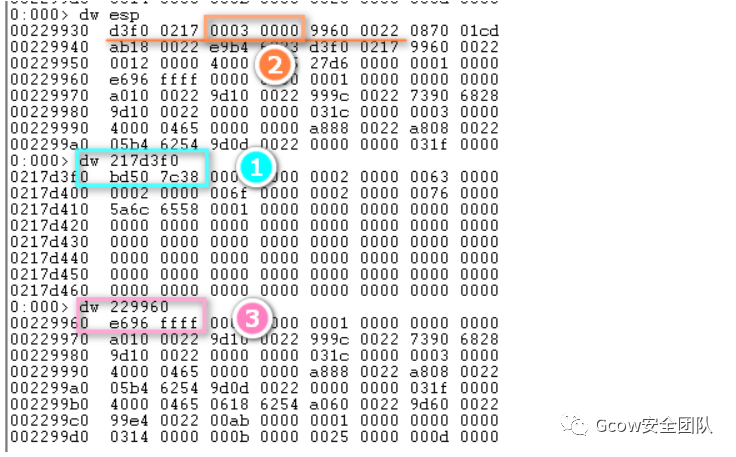 0:000> dw esp
00229930 d3f0 0217 0003 0000 9960 0022 0870 01cd
00229940 ab18 0022 e9b4 d3f0 0217 9960 0022
00229950 0012 0000 4000 27d6 0000 0001 0000
00229960 e696 ffff 0000 0000 0001 0000 0000 0000
00229970 a010 0022 9d10 0022 999c 0022 7390 6828
00229980 9d10 0022 0000 0000 031c 0000 0003 0000
00229990 4000 0465 0000 0000 a888 0022 a808 0022
002299a0 05b4 6254 9d0d 0022 0000 0000 031f 0000
0:000> dw 217d3f0
0217d3f0 bd50 7c38 0000 0002 0000 0063 0000
0217d400 0002 0000 006f 0000 0002 0000 0076 0000
0217d410 5a6c 6558 0001 0000 0000 0000 0000 0000
0217d420 0000 0000 0000 0000 0000 0000 0000 0000
0217d430 0000 0000 0000 0000 0000 0000 0000 0000
0217d440 0000 0000 0000 0000 0000 0000 0000 0000
0217d450 0000 0000 0000 0000 0000 0000 0000 0000
0217d460 0000 0000 0000 0000 0000 0000 0000 0000
0:000> dw 229960
00229960 e696 ffff 0000 0001 0000 0000 0000
00229970 a010 0022 9d10 0022 999c 0022 7390 6828
00229980 9d10 0022 0000 0000 031c 0000 0003 0000
00229990 4000 0465 0000 0000 a888 0022 a808 0022
002299a0 05b4 6254 9d0d 0022 0000 0000 031f 0000
002299b0 4000 0465 0618 6254 a060 0022 9d60 0022
002299c0 99e4 0022 00ab 0000 0001 0000 0000 0000
002299d0 0314 0000 000b 0000 0025 0000 000d 0000
2
1
3
Gcow安全团队